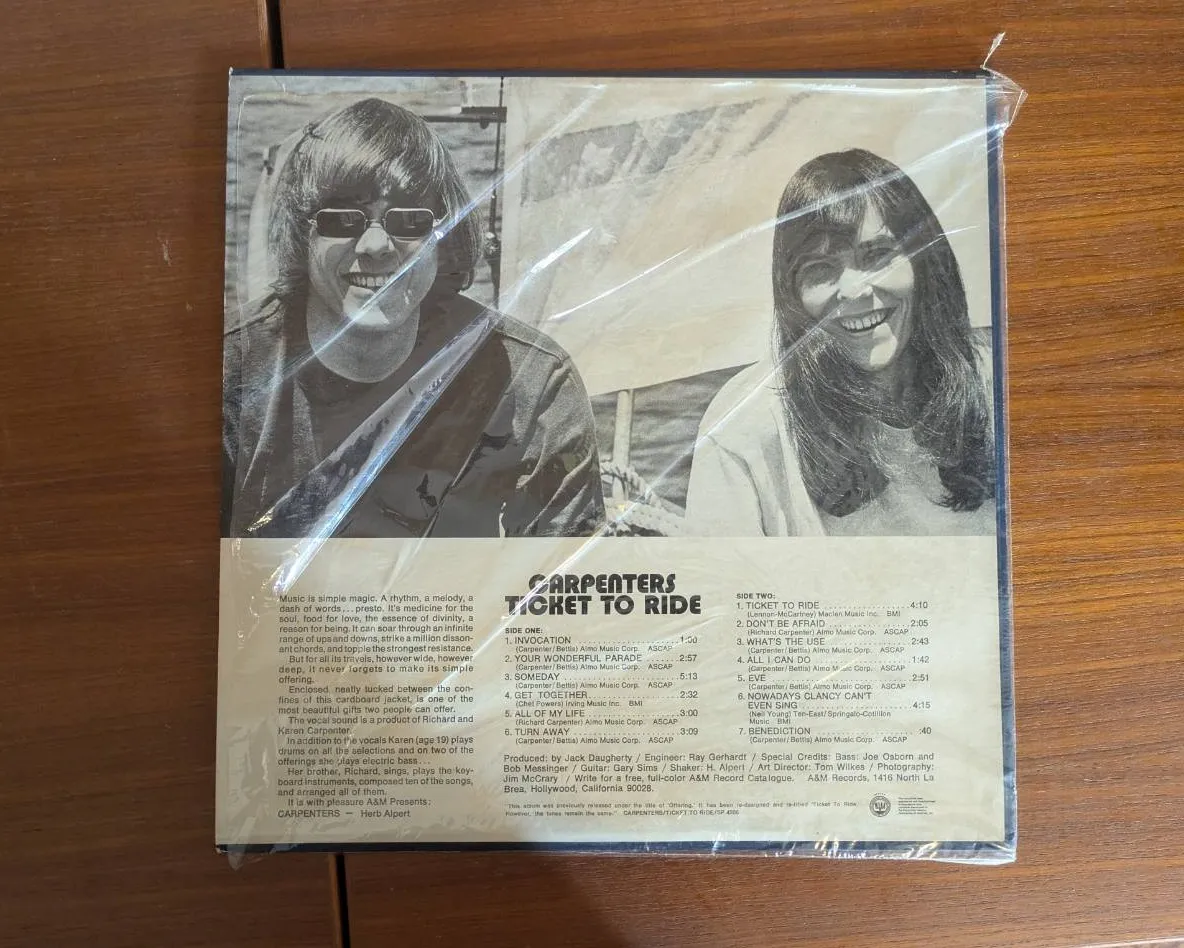 Music is simple magic. A rhythm, a melody, a
dash of words... presto. It's medicine for the
soul, food for love, the essence of divinity, a
reason for being. It can soar through an infinite
range of ups and downs, strike a million disson-
ant chords, and topple the strongest resistance.
But for all its travels, however wide, however
deep, it never forgets to make its simple
offering.
Enclosed, neatly tucked between the con-
fines of this cardboard jacket, is one of the
most beautiful gifts two people can offer.
The vocal sound is a product of Richard and
Karen Carpenter.
In addition to the vocals Karen (age 19) plays
drums on all the selections and on two of the
offerings she plays electric bass...
Her brother, Richard, sings, plays the key-
board instruments, composed ten of the songs,
and arranged all of them.
It is with pleasure A&M Presents:
CARPENTERS — Herb Alpert
CARPENTERS
TICKET TO RIDE
SIDE ONE:
1. INVOCATION ..................1:00
(Carpenter/Bettis) Almo Music Corp. ASCAP
2. YOUR WONDERFUL PARADE .......2:57
(Carpenter/Bettis) Almo Music Corp. ASCAP
3. SOMEDAY .....................5:13
(Carpenter/Bettis) Almo Music Corp. ASCAP
4. GET TOGETHER ................2:32
(Chet Powers) Irving Music Inc. BMI
5. ALL OF MY LIFE ..............3:00
(Richard Carpenter) Almo Music Corp. ASCAP
6. TURN AWAY ...................3:09
(Carpenter/Bettis) Almo Music Corp. ASCAP
SIDE TWO:
1. TICKET TO RIDE ..............4:10
(Lennon-McCartney) Maclen Music Inc. BMI
2. DON'T BE AFRAID .............2:05
(Richard Carpenter) Almo Music Corp. ASCAP
3. WHAT'S THE USE ..............2:43
(Carpenter/Bettis) Almo Music Corp. ASCAP
4. ALL I CAN DO ................1:42
(Carpenter/Bettis) Almo Music Corp. ASCAP
5. EVE .........................2:51
(Carpenter/Bettis) Almo Music Corp. ASCAP
6. NOWADAYS CLANCY CAN'T
EVEN SING ......................4:15
(Neil Young) Ten-East/Springalo-Cotillion
Music BMI
7. BENEDICTION .................:40
(Carpenter/Bettis) Almo Music Corp. ASCAP
Produced: by Jack Daugherty / Engineer: Ray Gerhardt / Special Credits: Bass: Joe Osborn and
Bob Messinger / Guitar: Gary Sims / Shaker: H. Alpert / Art Director: Tom Wilkes / Photography:
Jim McCrary / Write for a free, full-color A&M Record Catalogue. A&M Records, 1416 North La
Brea, Hollywood, California 90028.
"This album was previously released under the title of 'Offering.' It has been re-designed and re-titled 'Ticket To Ride.'
However, the tunes remain the same." CARPENTERS/TICKET TO RIDE/SP 4205